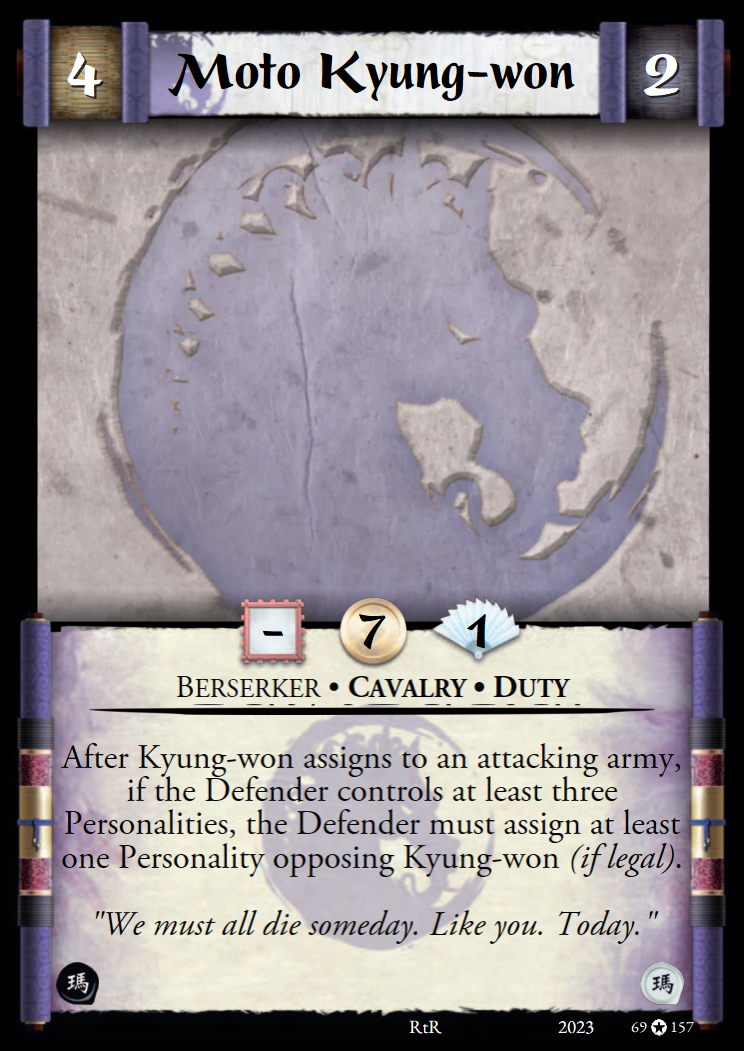 4 Moto Kyung-won 2
- 7 1
BERSERKER • CAVALRY • DUTY
After Kyung-won assigns to an attacking army,
if the Defender controls at least three
Personalities, the Defender must assign at least
one Personality opposing Kyung-won (if legal).
"We must all die someday. Like you. Today."
瑪 瑪
RtR 2023 69 ✪ 157